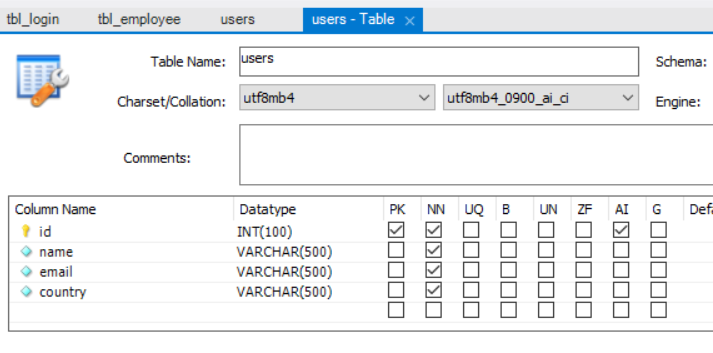 tbl_login tbl_employee users users - Table ×
Table Name: users Schema:
Charset/Collation: utf8mb4 utf8mb4_0900_ai_ci Engine:
Comments:
Column Name Datatype PK NN UQ B UN ZF AI G Defa
id INT(100)
name VARCHAR(500)
email VARCHAR(500)
country VARCHAR(500)